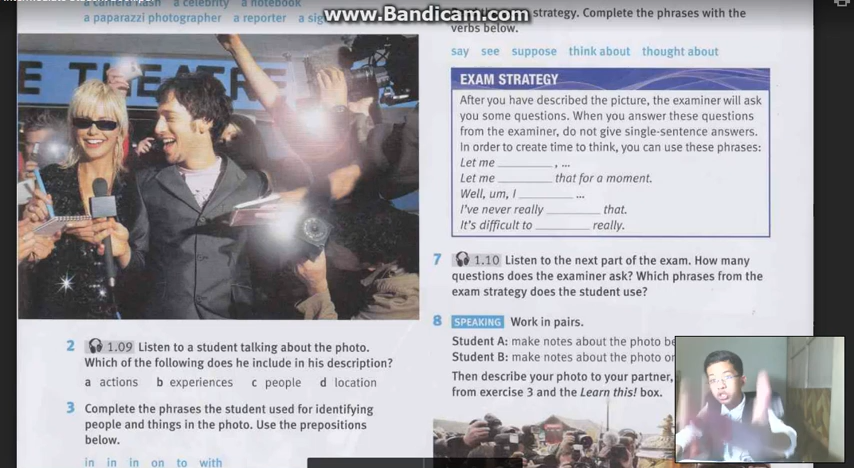 a celebrity a notebook
a paparazzi photographer a reporter a sig
www.Bandicam.com
strategy. Complete the phrases with the
verbs below.
say see suppose think about thought about
E THEATRE
EXAM STRATEGY
After you have described the picture, the examiner will ask
you some questions. When you answer these questions
from the examiner, do not give single-sentence answers.
In order to create time to think, you can use these phrases:
Let me ________ , ...
Let me ________ that for a moment.
Well, um, I ________ ...
I've never really ________ that.
It's difficult to ________ really.
7 1.10 Listen to the next part of the exam. How many
questions does the examiner ask? Which phrases from the
exam strategy does the student use?
8 SPEAKING Work in pairs.
Student A: make notes about the photo be
Student B: make notes about the photo on
Then describe your photo to your partner,
from exercise 3 and the Learn this! box.
2 1.09 Listen to a student talking about the photo.
Which of the following does he include in his description?
a actions b experiences c people d location
3 Complete the phrases the student used for identifying
people and things in the photo. Use the prepositions
below.
in in in on to with